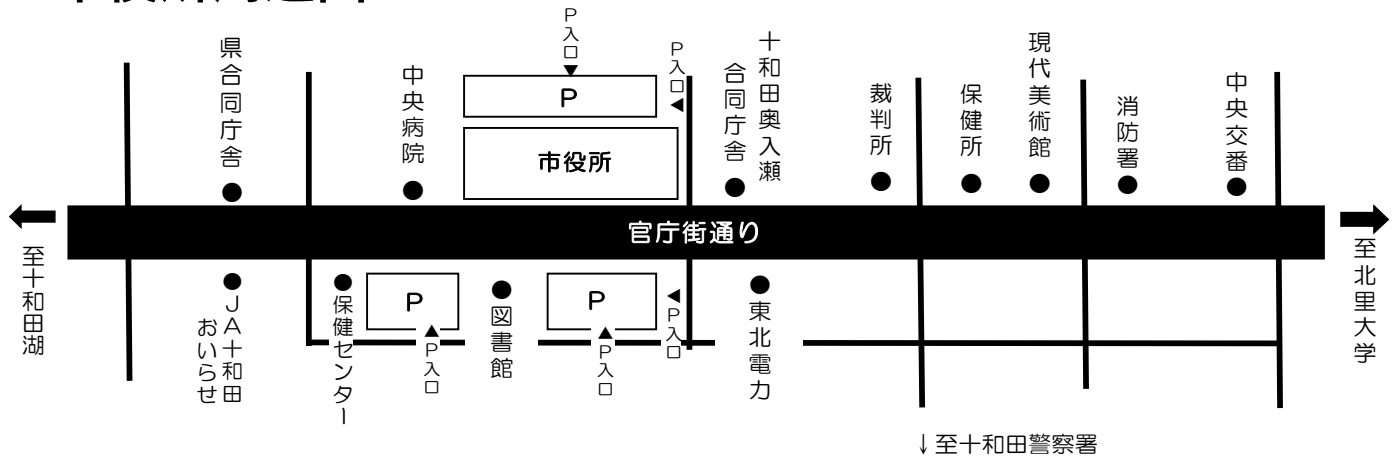 P入口
P入口
県合同庁舎
中央病院
P
市役所
十和田奥入瀬
合同庁舎
裁判所
保健所
現代美術館
消防署
中央交番
官庁街通り
至十和田湖
至北里大学
JA十和田
おいらせ
保健センター
P
P入口
図書館
P
P入口
P入口
東北電力
↓至十和田警察署